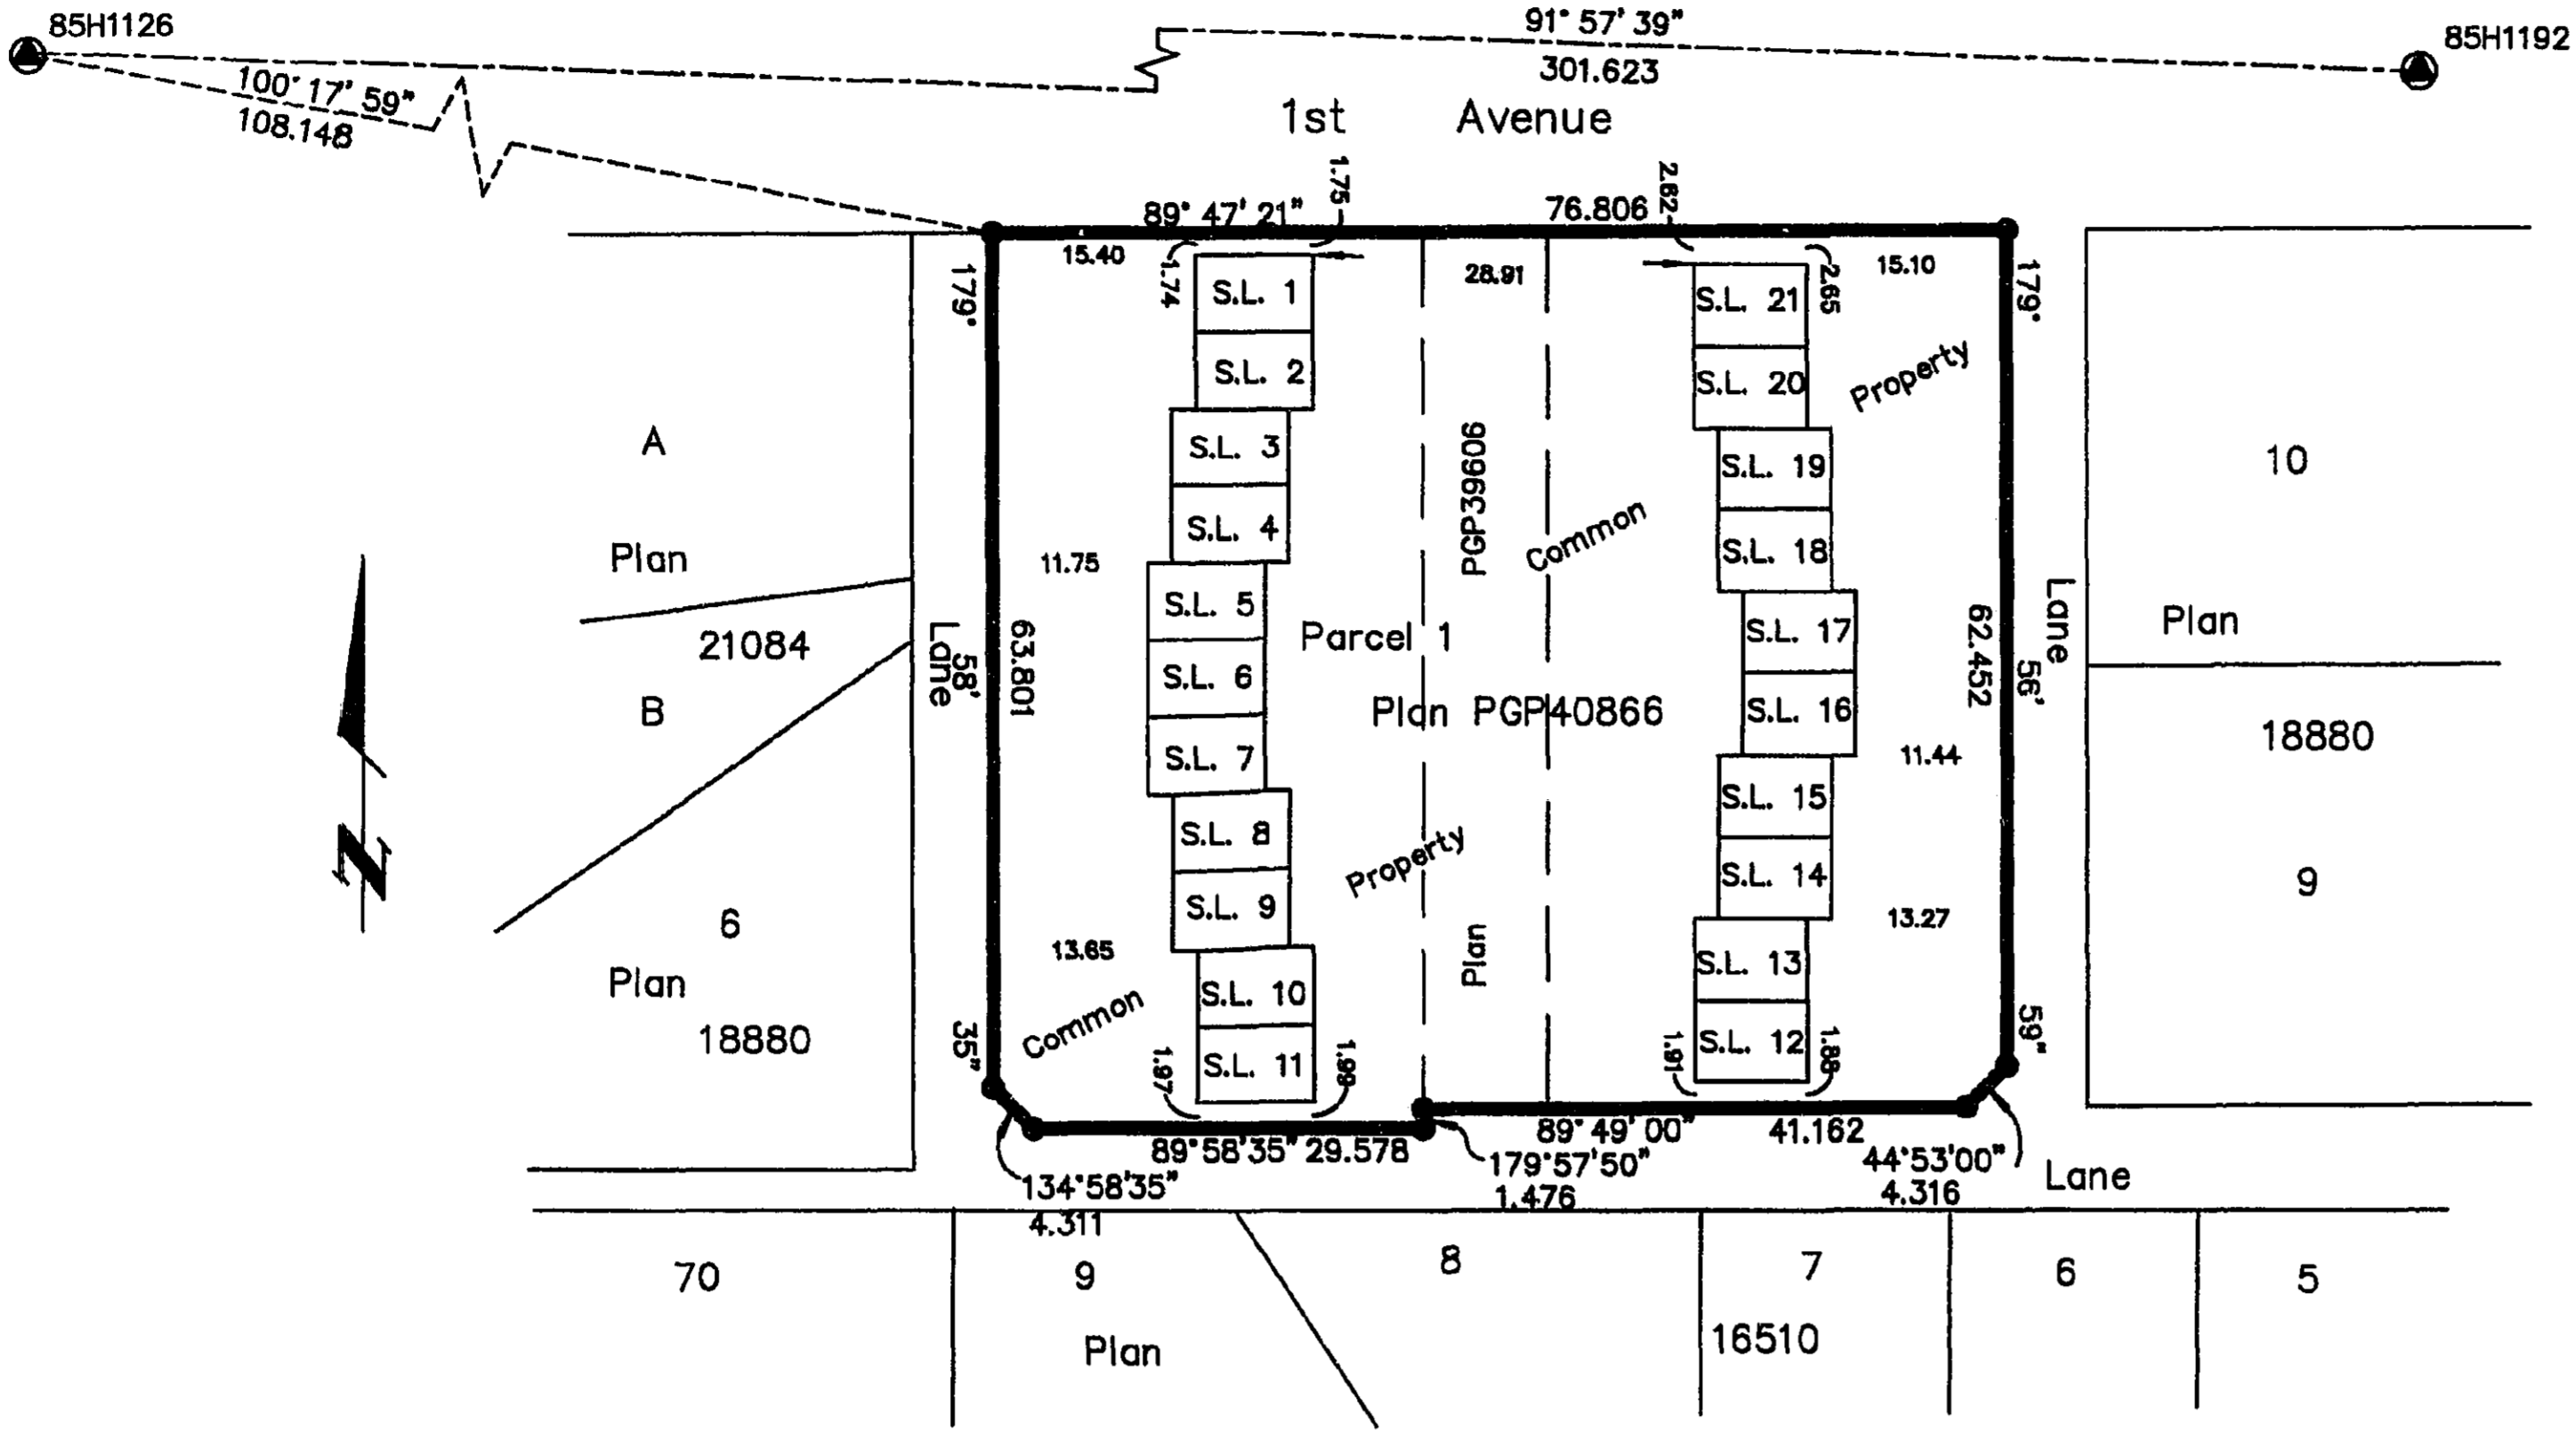 85H1126
91° 57' 39"
301.623
85H1192
100° 17' 59"
108.148
1st Avenue
89° 47' 21"
1.75
76.806
2.62
15.40
1.74
28.91
2.65
15.10
179° 58' 35"
63.801
Lane
179° 56' 59"
62.452
Lane
S.L. 1
S.L. 2
S.L. 3
S.L. 4
S.L. 5
S.L. 6
S.L. 7
S.L. 8
S.L. 9
S.L. 10
S.L. 11
S.L. 21
S.L. 20
S.L. 19
S.L. 18
S.L. 17
S.L. 16
S.L. 15
S.L. 14
S.L. 13
S.L. 12
Property
Common
PGP39606
Plan
11.75
Parcel 1
Plan PGP40866
11.44
Property
13.27
13.65
Common
A
Plan
21084
B
6
Plan
18880
10
Plan
18880
9
N
1.97
1.99
1.91
1.88
89°58'35" 29.578
89°49'00" 41.162
179°57'50"
1.476
44°53'00"
4.316
Lane
134°58'35"
4.311
70
9
8
7
6
5
Plan
16510